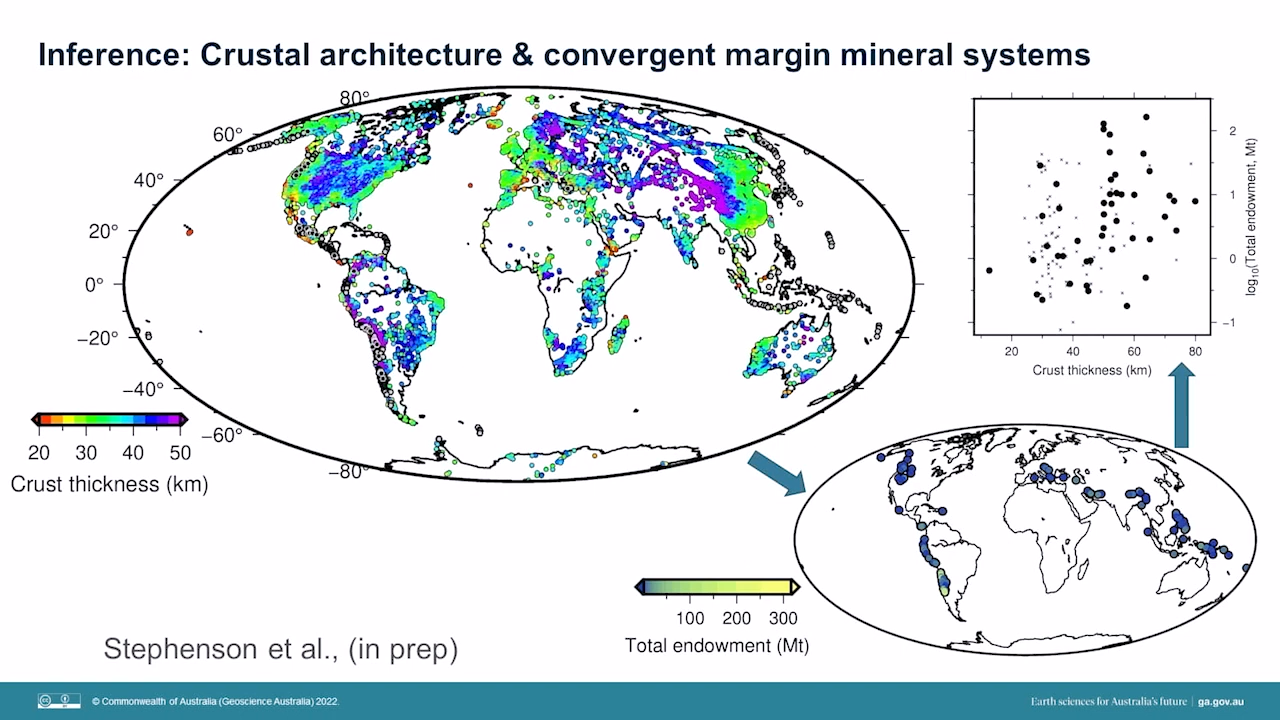 Inference: Crustal architecture & convergent margin mineral systems
80°
60°
40°
20°
0°
−20°
−40°
−60°
−80°
20 30 40 50
Crust thickness (km)
2
1
0
−1
log10(Total endowment, Mt)
20 40 60 80
Crust thickness (km)
100 200 300
Total endowment (Mt)
Stephenson et al., (in prep)
cc
BY
© Commonwealth of Australia (Geoscience Australia) 2022.
Earth sciences for Australia's future | ga.gov.au